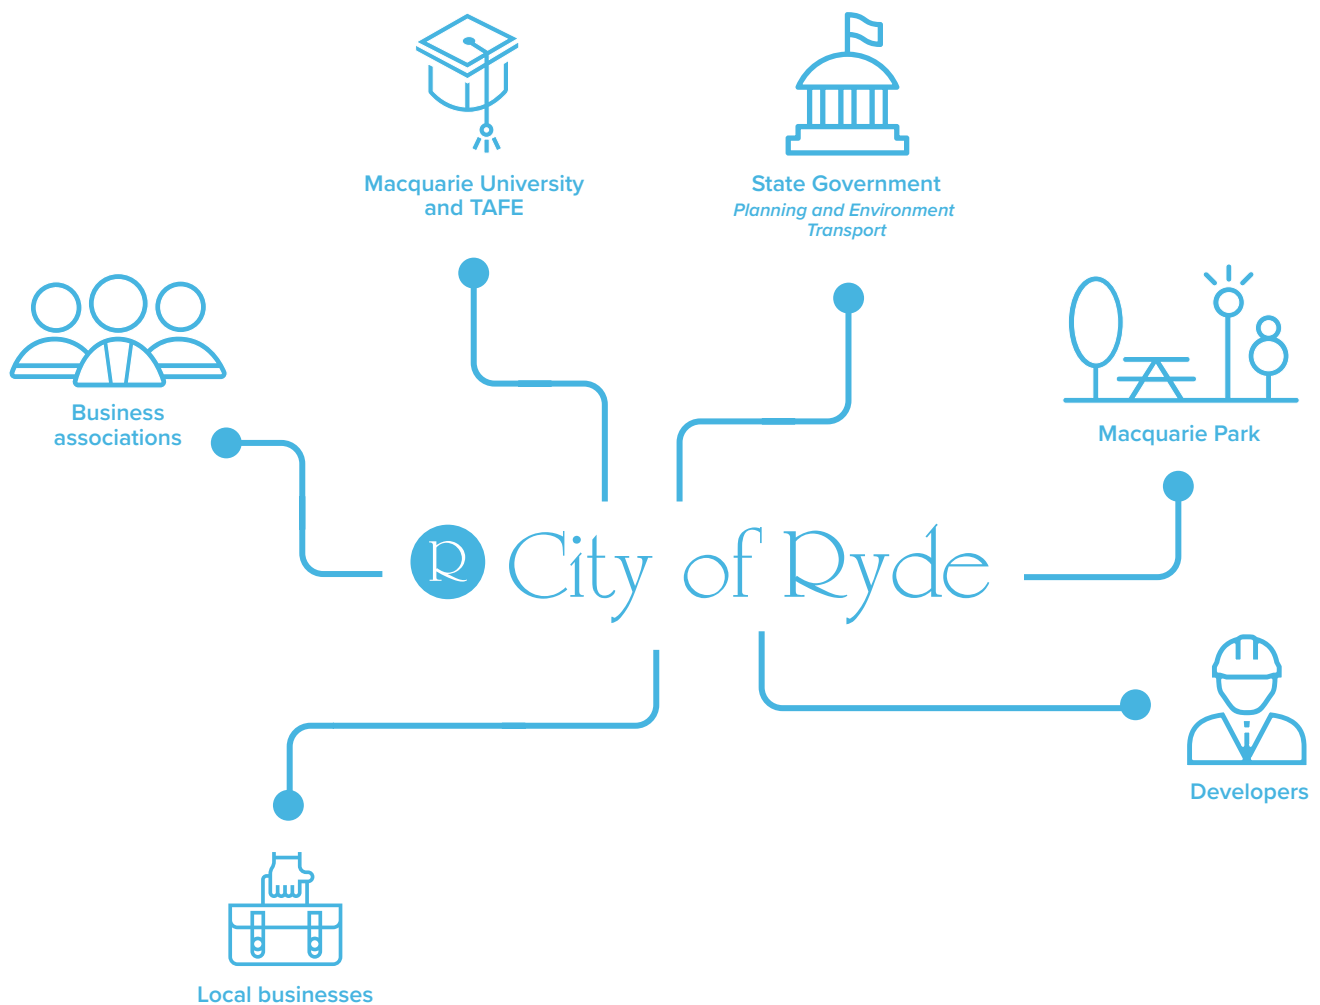 Macquarie University
and TAFE
State Government
Planning and Environment
Transport
Business
associations
Macquarie Park
R City of Ryde
Developers
Local businesses